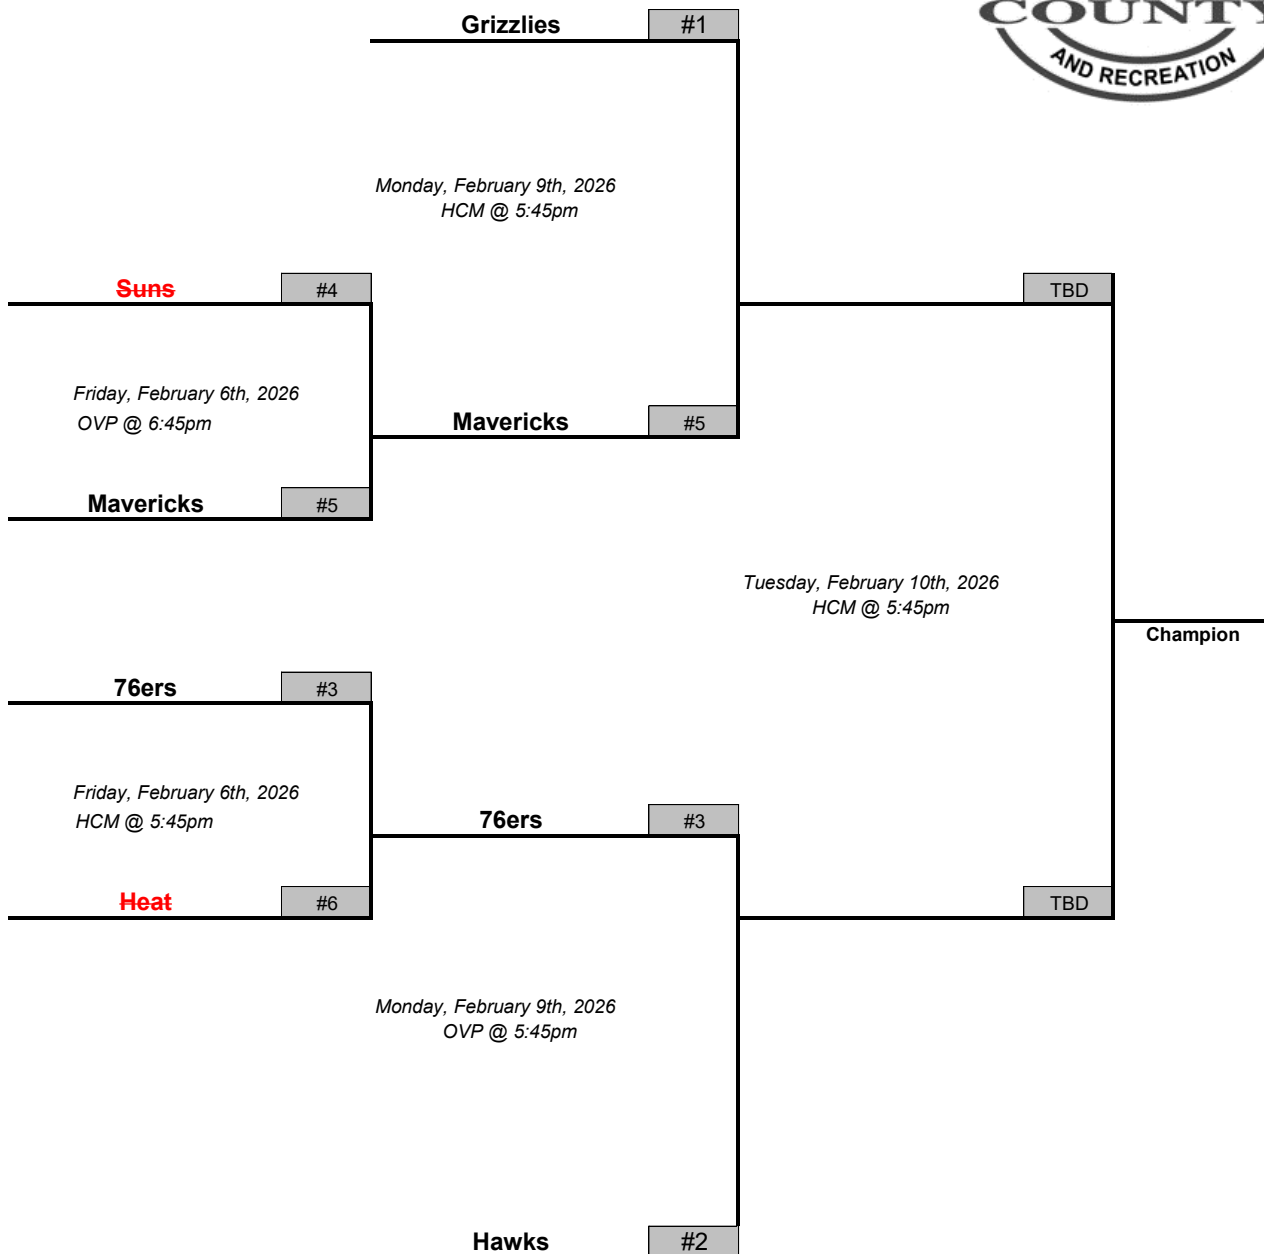 Grizzlies #1
COUNTY
AND RECREATION
Monday, February 9th, 2026
HCM @ 5:45pm
Suns #4
TBD
Friday, February 6th, 2026
OVP @ 6:45pm
Mavericks #5
Mavericks #5
Tuesday, February 10th, 2026
HCM @ 5:45pm
Champion
76ers #3
Friday, February 6th, 2026
HCM @ 5:45pm
76ers #3
Heat #6
TBD
Monday, February 9th, 2026
OVP @ 5:45pm
Hawks #2